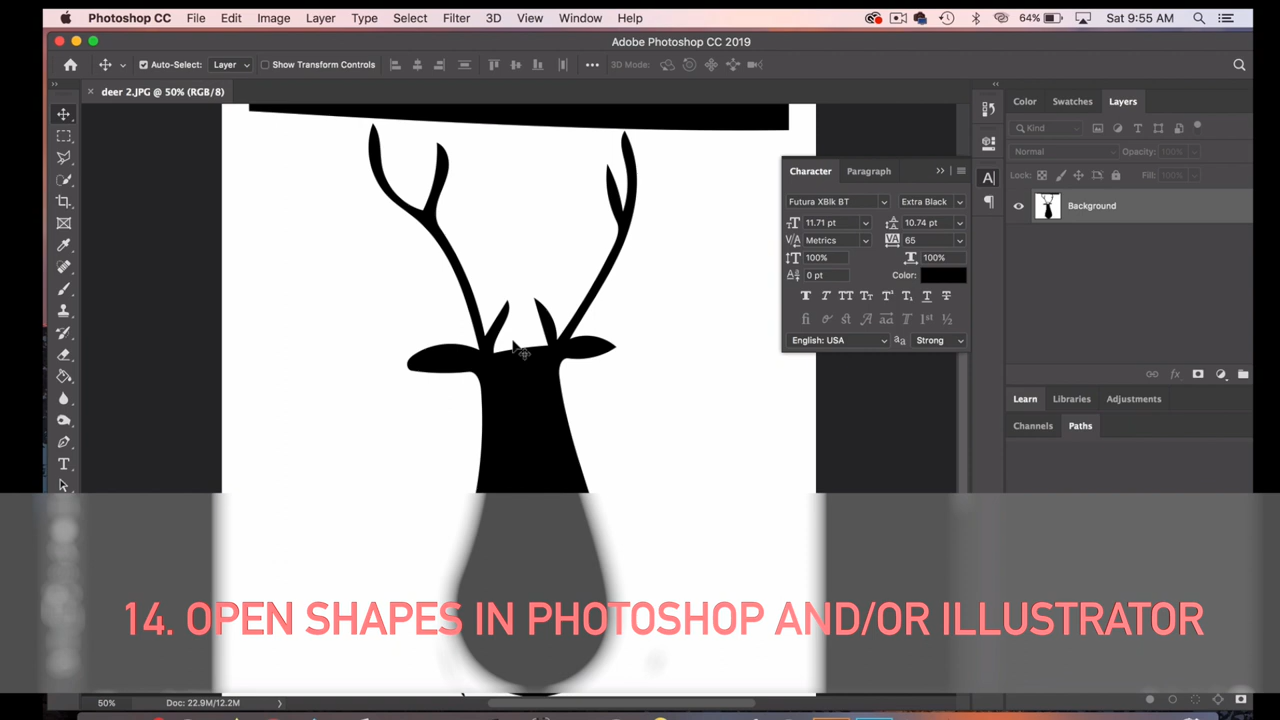 Photoshop CC File Edit Image Layer Type Select Filter 3D View Window Help 64% Sat 9:55 AM
Adobe Photoshop CC 2019
Auto-Select: Layer Show Transform Controls 3D Mode:
deer 2.JPG @ 50% (RGB/8)
Color Swatches Layers
Kind
Normal Opacity: 100%
Lock: Fill: 100%
Background
Character Paragraph
Futura XBlk BT Extra Black
11.71 pt 10.74 pt
Metrics 65
100% 100%
0 pt Color:
English: USA Strong
Learn Libraries Adjustments
Channels Paths
14. OPEN SHAPES IN PHOTOSHOP AND/OR ILLUSTRATOR
50% Doc: 22.9M/12.2M